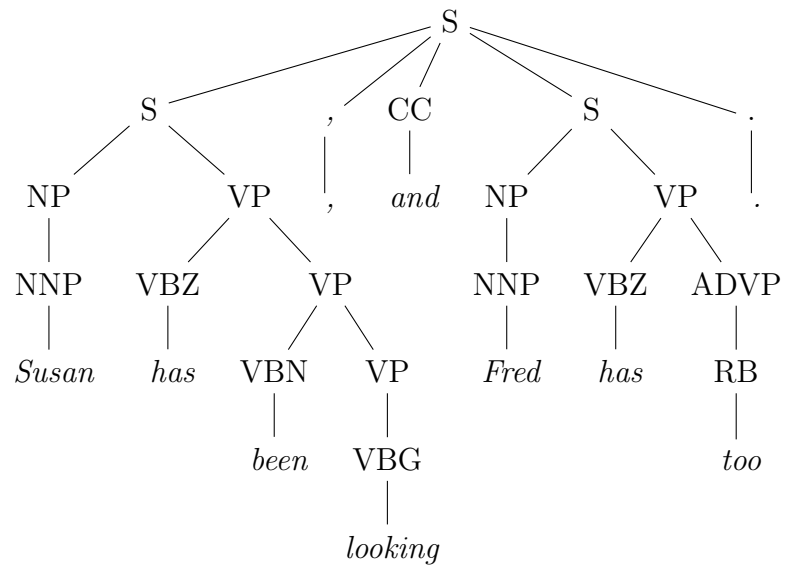 S
S , CC S .
NP VP , and NP VP .
NNP VBZ VP NNP VBZ ADVP
Susan has VBN VP Fred has RB
been VBG too
looking